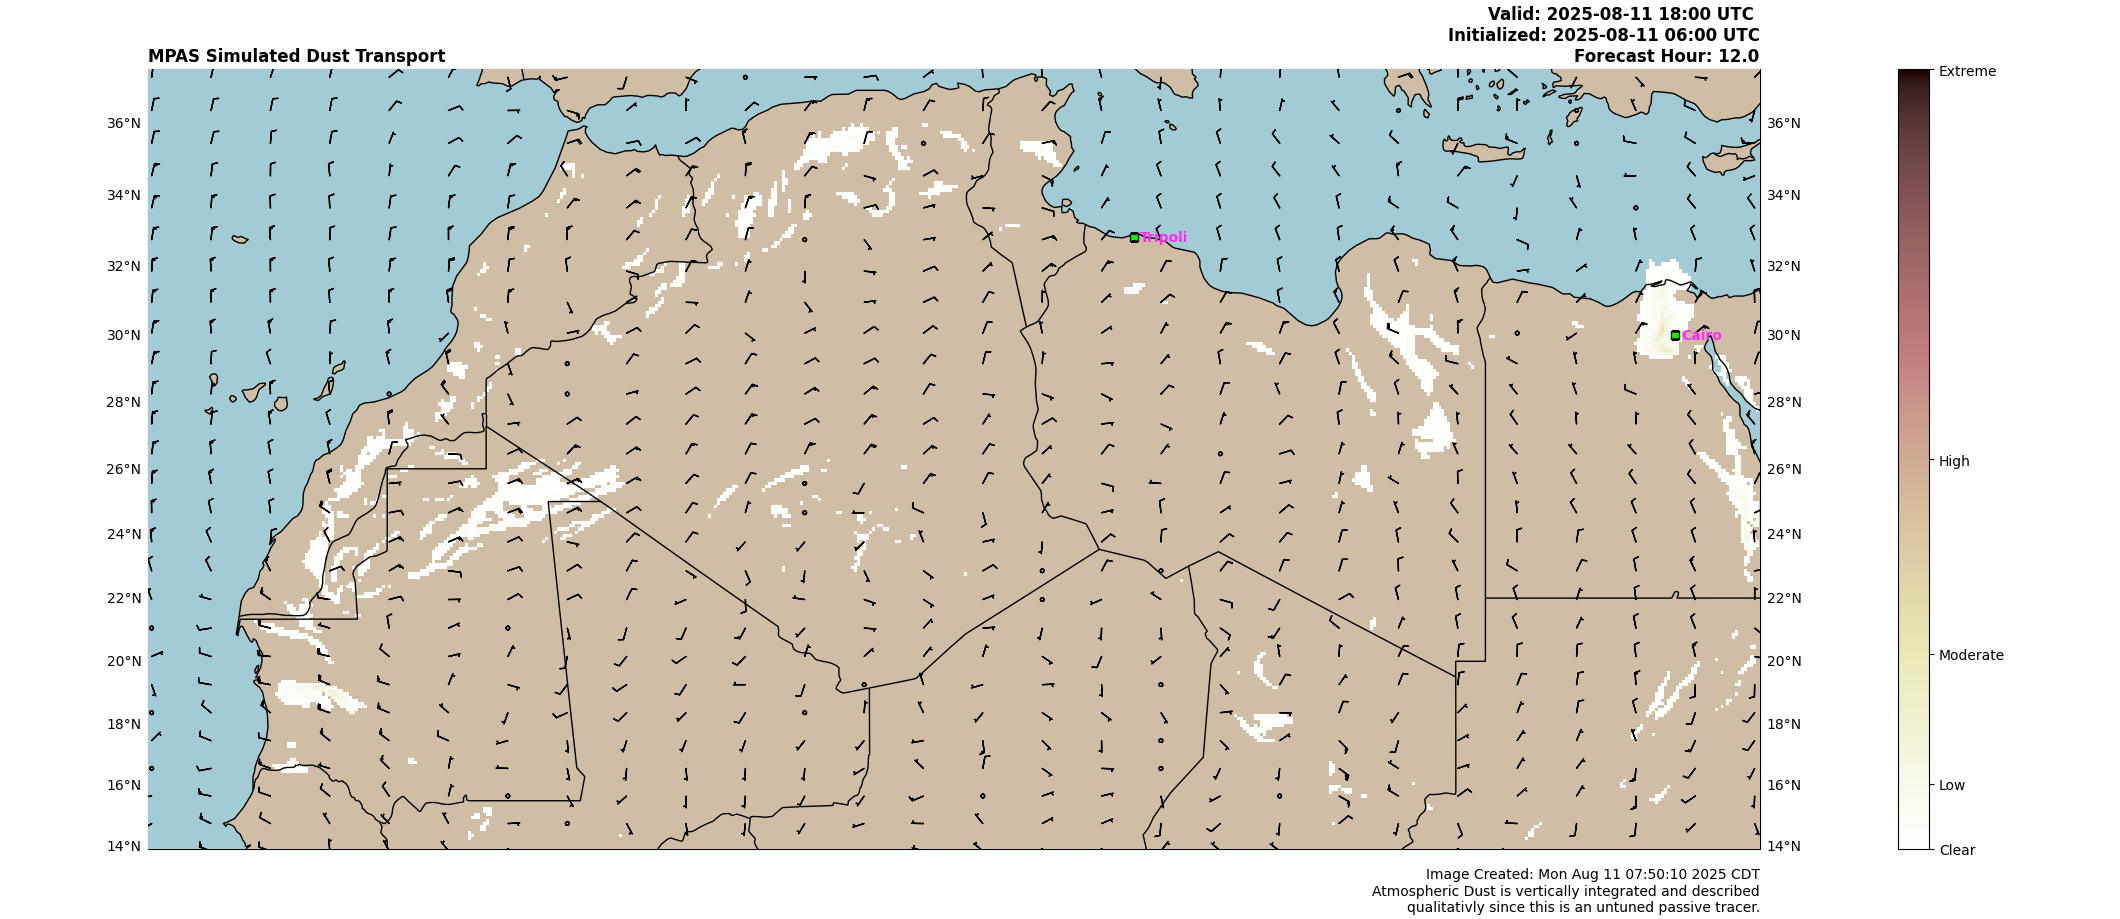 Valid: 2025-08-11 18:00 UTC
Initialized: 2025-08-11 06:00 UTC
MPAS Simulated Dust Transport
Forecast Hour: 12.0
Extreme
36°N
36°N
34°N
34°N
Tripoli
32°N
32°N
30°N
Cairo
30°N
28°N
28°N
High
26°N
26°N
24°N
24°N
22°N
22°N
Moderate
20°N
20°N
18°N
18°N
16°N
16°N
Low
14°N
14°N
Clear
Image Created: Mon Aug 11 07:50:10 2025 CDT
Atmospheric Dust is vertically integrated and described
qualitativly since this is an untuned passive tracer.